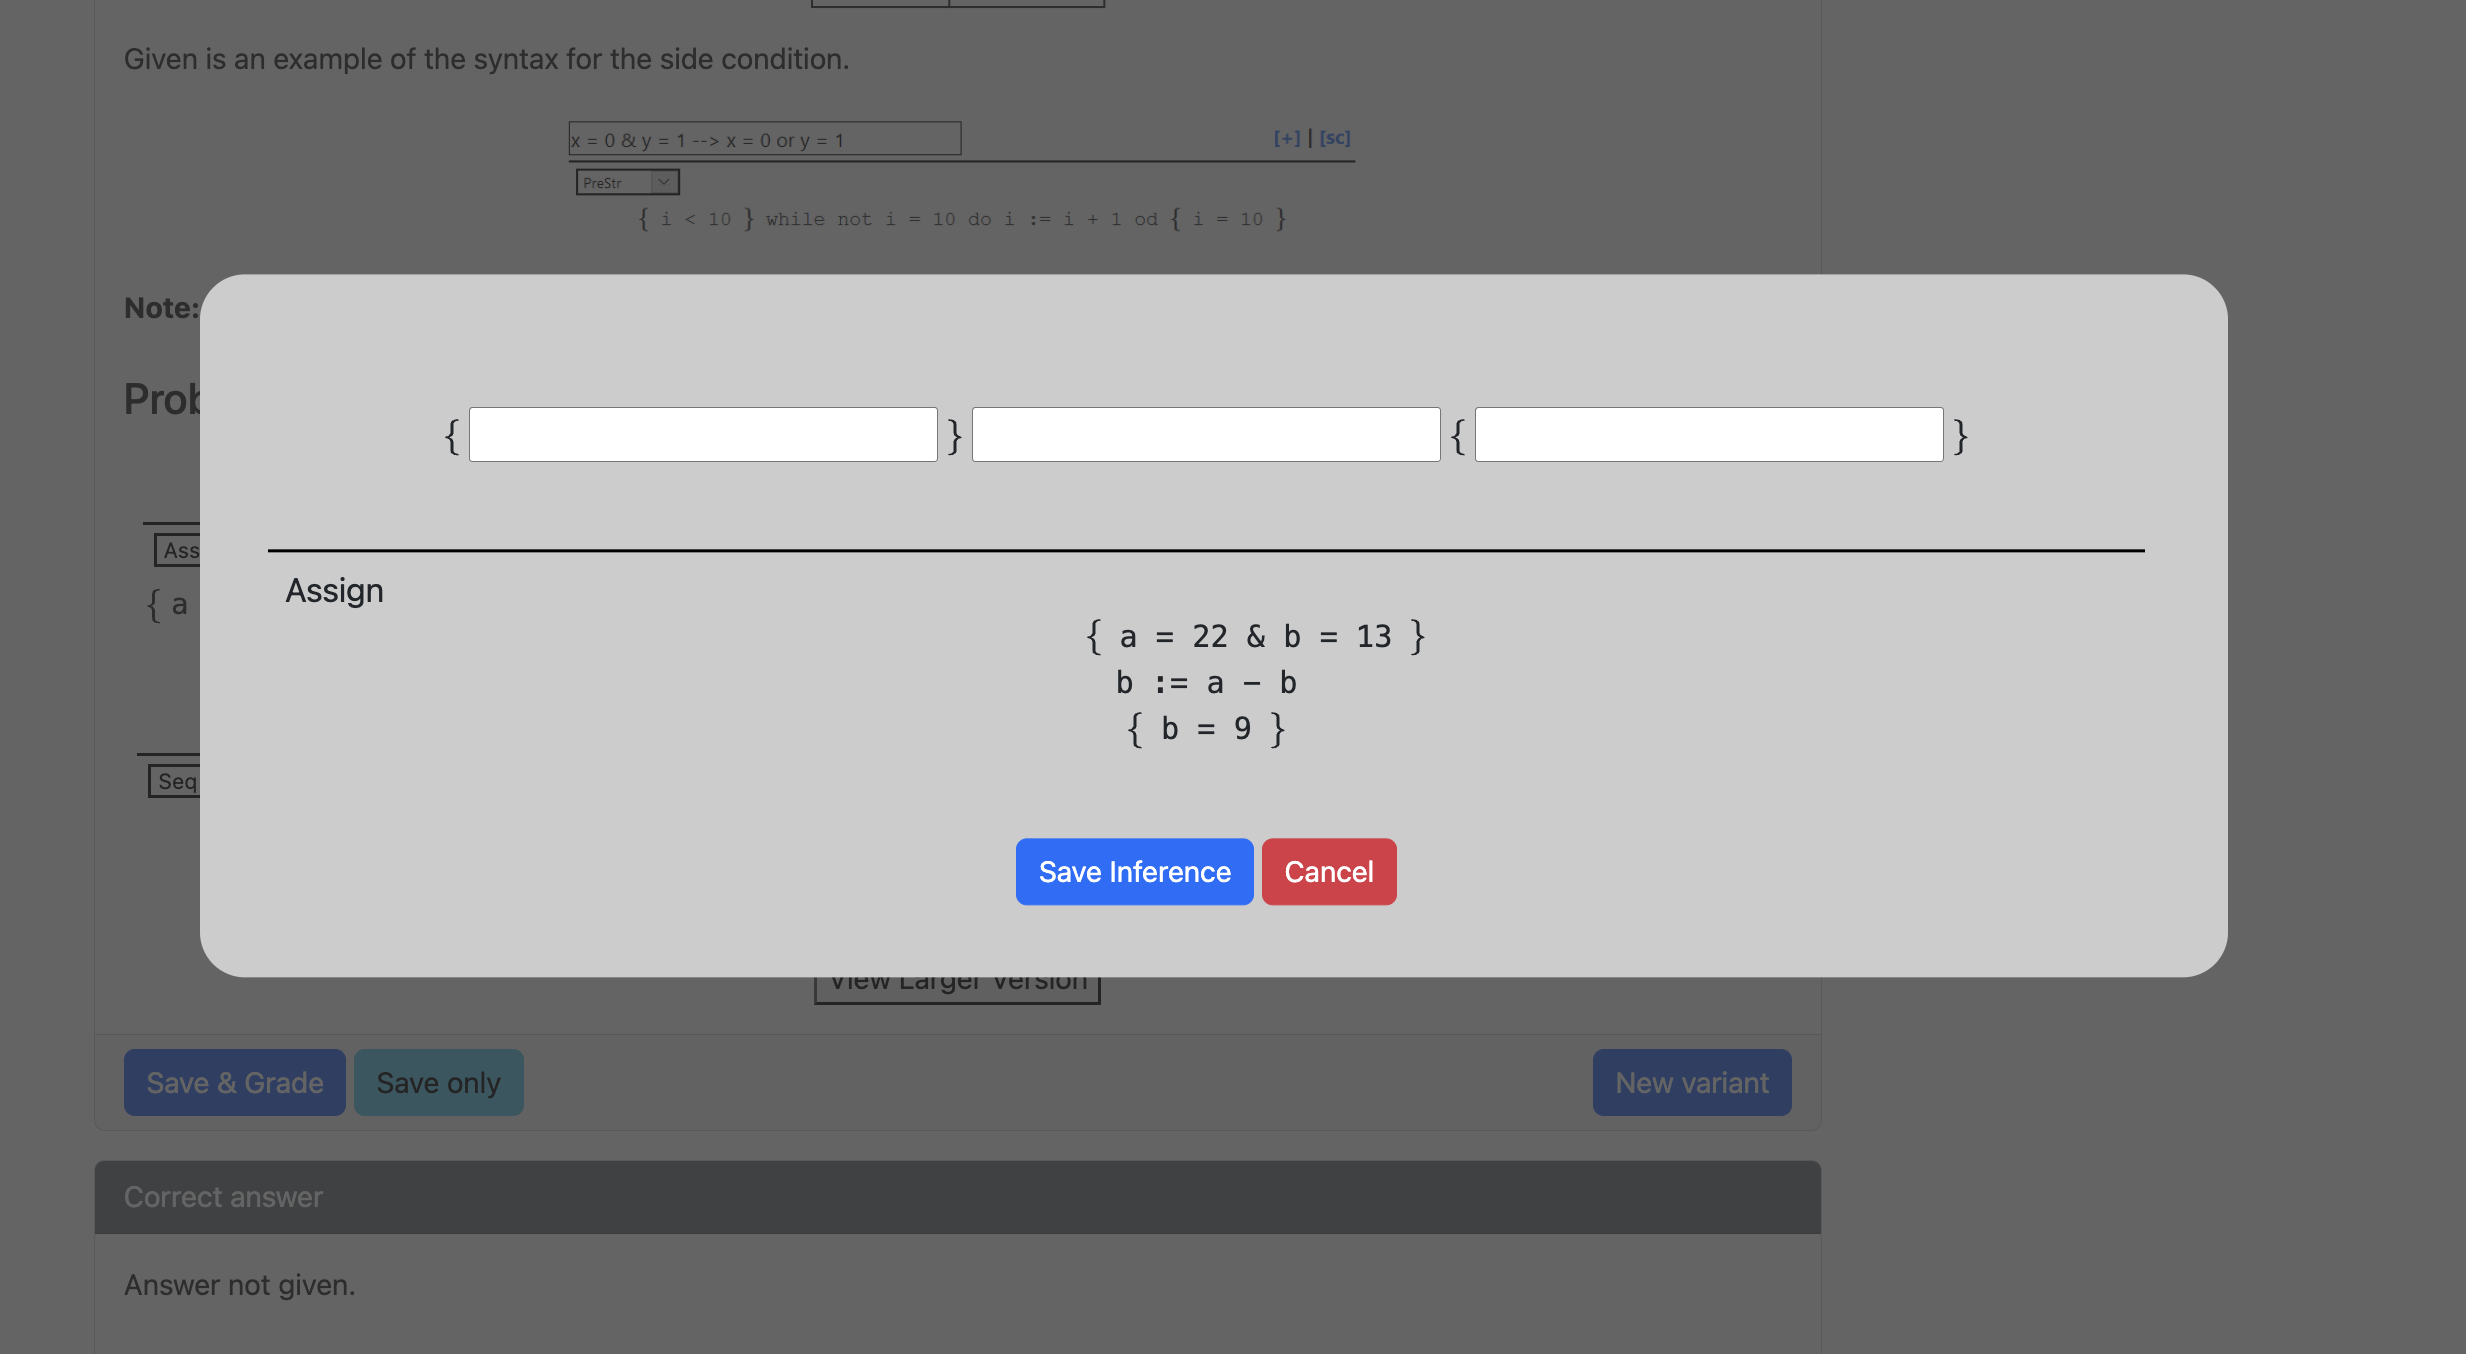 Given is an example of the syntax for the side condition.
x = 0 & y = 1 --> x = 0 or y = 1
[+] | [sc]
PreStr
{ i < 10 } while not i = 10 do i := i + 1 od { i = 10 }
Note:
Prob
{ } { }
Ass
Assign
{ a
{ a = 22 & b = 13 }
b := a − b
{ b = 9 }
Seq
Save Inference Cancel
View Larger Version
Save & Grade Save only New variant
Correct answer
Answer not given.